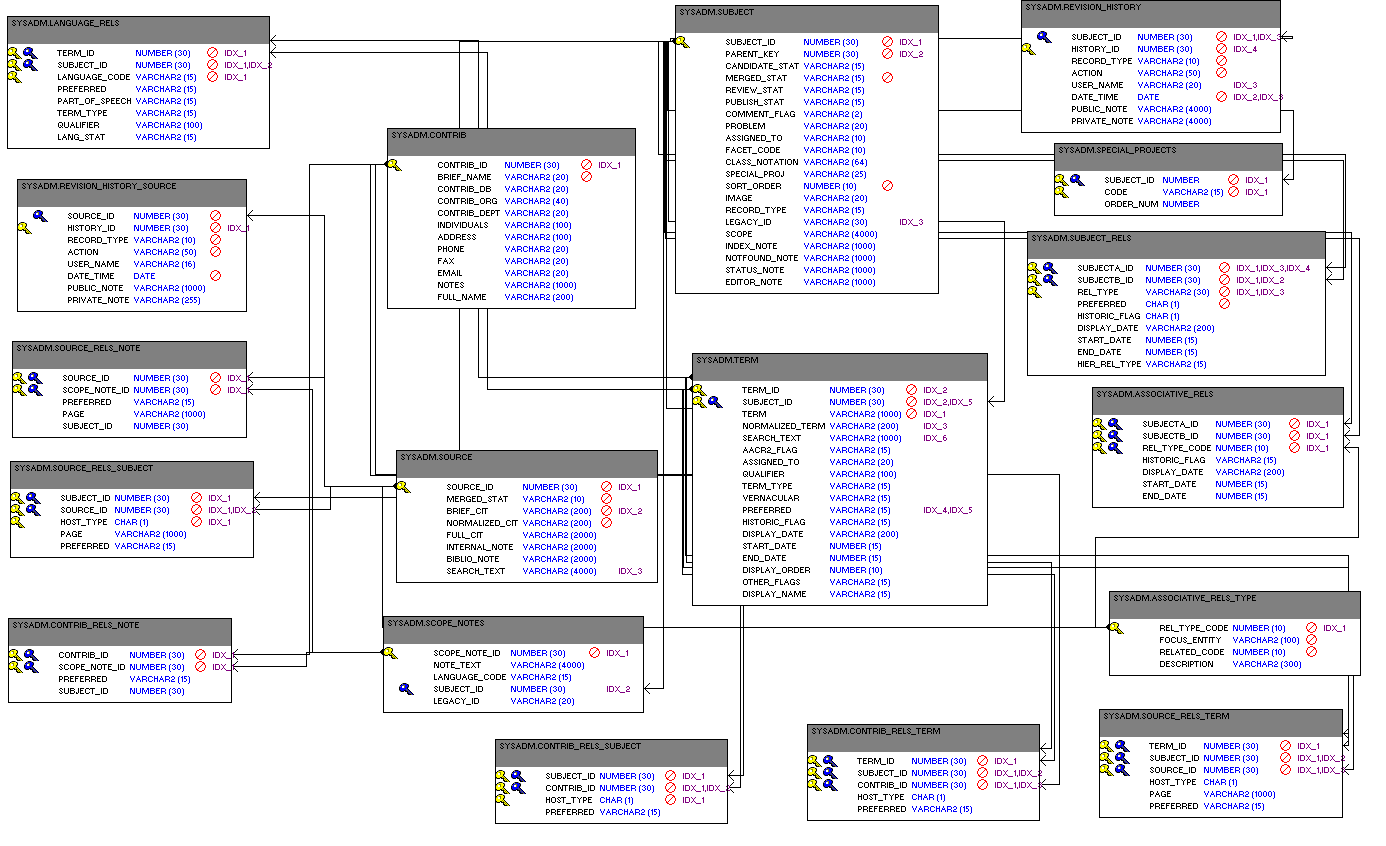 SYSADM.LANGUAGE_RELS
TERM_ID NUMBER (30) IDX_1
SUBJECT_ID NUMBER (30) IDX_1,IDX_2
LANGUAGE_CODE VARCHAR2 (15) IDX_1
PREFERRED VARCHAR2 (15)
PART_OF_SPEECH VARCHAR2 (15)
TERM_TYPE VARCHAR2 (15)
QUALIFIER VARCHAR2 (100)
LANG_STAT VARCHAR2 (15)
SYSADM.REVISION_HISTORY_SOURCE
SOURCE_ID NUMBER (30)
HISTORY_ID NUMBER (30) IDX_1
RECORD_TYPE VARCHAR2 (10)
ACTION VARCHAR2 (50)
USER_NAME VARCHAR2 (16)
DATE_TIME DATE
PUBLIC_NOTE VARCHAR2 (1000)
PRIVATE_NOTE VARCHAR2 (255)
SYSADM.SOURCE_RELS_NOTE
SOURCE_ID NUMBER (30) IDX_
SCOPE_NOTE_ID NUMBER (30) IDX_
PREFERRED VARCHAR2 (15)
PAGE VARCHAR2 (1000)
SUBJECT_ID NUMBER (30)
SYSADM.SOURCE_RELS_SUBJECT
SUBJECT_ID NUMBER (30) IDX_1
SOURCE_ID NUMBER (30) IDX_1,IDX_2
HOST_TYPE CHAR (1) IDX_1
PAGE VARCHAR2 (1000)
PREFERRED VARCHAR2 (15)
SYSADM.CONTRIB_RELS_NOTE
CONTRIB_ID NUMBER (30) IDX_
SCOPE_NOTE_ID NUMBER (30) IDX_
PREFERRED VARCHAR2 (15)
SUBJECT_ID NUMBER (30)
SYSADM.CONTRIB
CONTRIB_ID NUMBER (30) IDX_1
BRIEF_NAME VARCHAR2 (20)
CONTRIB_DB VARCHAR2 (20)
CONTRIB_ORG VARCHAR2 (40)
CONTRIB_DEPT VARCHAR2 (20)
INDIVIDUALS VARCHAR2 (100)
ADDRESS VARCHAR2 (100)
PHONE VARCHAR2 (20)
FAX VARCHAR2 (20)
EMAIL VARCHAR2 (20)
NOTES VARCHAR2 (1000)
FULL_NAME VARCHAR2 (200)
SYSADM.SOURCE
SOURCE_ID NUMBER (30) IDX_1
MERGED_STAT VARCHAR2 (10)
BRIEF_CIT VARCHAR2 (200) IDX_2
NORMALIZED_CIT VARCHAR2 (200)
FULL_CIT VARCHAR2 (2000)
INTERNAL_NOTE VARCHAR2 (2000)
BIBLIO_NOTE VARCHAR2 (2000)
SEARCH_TEXT VARCHAR2 (4000) IDX_3
SYSADM.SCOPE_NOTES
SCOPE_NOTE_ID NUMBER (30) IDX_1
NOTE_TEXT VARCHAR2 (4000)
LANGUAGE_CODE VARCHAR2 (15)
SUBJECT_ID NUMBER (30) IDX_2
LEGACY_ID VARCHAR2 (20)
SYSADM.CONTRIB_RELS_SUBJECT
SUBJECT_ID NUMBER (30) IDX_1
CONTRIB_ID NUMBER (30) IDX_1,IDX_2
HOST_TYPE CHAR (1) IDX_1
PREFERRED VARCHAR2 (15)
SYSADM.SUBJECT
SUBJECT_ID NUMBER (30) IDX_1
PARENT_KEY NUMBER (30) IDX_2
CANDIDATE_STAT VARCHAR2 (15)
MERGED_STAT VARCHAR2 (15)
REVIEW_STAT VARCHAR2 (15)
PUBLISH_STAT VARCHAR2 (15)
COMMENT_FLAG VARCHAR2 (2)
PROBLEM VARCHAR2 (20)
ASSIGNED_TO VARCHAR2 (10)
FACET_CODE VARCHAR2 (10)
CLASS_NOTATION VARCHAR2 (64)
SPECIAL_PROJ VARCHAR2 (25)
SORT_ORDER NUMBER (10)
IMAGE VARCHAR2 (20)
RECORD_TYPE VARCHAR2 (15)
LEGACY_ID VARCHAR2 (30) IDX_3
SCOPE VARCHAR2 (4000)
INDEX_NOTE VARCHAR2 (1000)
NOTFOUND_NOTE VARCHAR2 (1000)
STATUS_NOTE VARCHAR2 (1000)
EDITOR_NOTE VARCHAR2 (1000)
SYSADM.TERM
TERM_ID NUMBER (30) IDX_2
SUBJECT_ID NUMBER (30) IDX_2,IDX_5
TERM VARCHAR2 (1000) IDX_1
NORMALIZED_TERM VARCHAR2 (200) IDX_3
SEARCH_TEXT VARCHAR2 (1000) IDX_6
AACR2_FLAG VARCHAR2 (15)
ASSIGNED_TO VARCHAR2 (20)
QUALIFIER VARCHAR2 (100)
TERM_TYPE VARCHAR2 (15)
VERNACULAR VARCHAR2 (15)
PREFERRED VARCHAR2 (15) IDX_4,IDX_5
HISTORIC_FLAG VARCHAR2 (15)
DISPLAY_DATE VARCHAR2 (200)
START_DATE NUMBER (15)
END_DATE NUMBER (15)
DISPLAY_ORDER NUMBER (10)
OTHER_FLAGS VARCHAR2 (15)
DISPLAY_NAME VARCHAR2 (15)
SYSADM.CONTRIB_RELS_TERM
TERM_ID NUMBER (30) IDX_1
SUBJECT_ID NUMBER (30) IDX_1,IDX_2
CONTRIB_ID NUMBER (30) IDX_1,IDX_
HOST_TYPE CHAR (1)
PREFERRED VARCHAR2 (15)
SYSADM.REVISION_HISTORY
SUBJECT_ID NUMBER (30) IDX_1,IDX_3
HISTORY_ID NUMBER (30) IDX_4
RECORD_TYPE VARCHAR2 (10)
ACTION VARCHAR2 (50)
USER_NAME VARCHAR2 (20) IDX_3
DATE_TIME DATE IDX_2,IDX_3
PUBLIC_NOTE VARCHAR2 (4000)
PRIVATE_NOTE VARCHAR2 (4000)
SYSADM.SPECIAL_PROJECTS
SUBJECT_ID NUMBER IDX_1
CODE VARCHAR2 (15) IDX_1
ORDER_NUM NUMBER
SYSADM.SUBJECT_RELS
SUBJECTA_ID NUMBER (30) IDX_1,IDX_3,IDX_4
SUBJECTB_ID NUMBER (30) IDX_1,IDX_2
REL_TYPE VARCHAR2 (30) IDX_1,IDX_3
PREFERRED CHAR (1)
HISTORIC_FLAG CHAR (1)
DISPLAY_DATE VARCHAR2 (200)
START_DATE NUMBER (15)
END_DATE NUMBER (15)
HIER_REL_TYPE VARCHAR2 (15)
SYSADM.ASSOCIATIVE_RELS
SUBJECTA_ID NUMBER (30) IDX_1
SUBJECTB_ID NUMBER (30) IDX_1
REL_TYPE_CODE NUMBER (10) IDX_1
HISTORIC_FLAG VARCHAR2 (15)
DISPLAY_DATE VARCHAR2 (200)
START_DATE NUMBER (15)
END_DATE NUMBER (15)
SYSADM.ASSOCIATIVE_RELS_TYPE
REL_TYPE_CODE NUMBER (10) IDX_1
FOCUS_ENTITY VARCHAR2 (100)
RELATED_CODE NUMBER (10)
DESCRIPTION VARCHAR2 (300)
SYSADM.SOURCE_RELS_TERM
TERM_ID NUMBER (30) IDX_1
SUBJECT_ID NUMBER (30) IDX_1,IDX_2
SOURCE_ID NUMBER (30) IDX_1,IDX_
HOST_TYPE CHAR (1)
PAGE VARCHAR2 (1000)
PREFERRED VARCHAR2 (15)